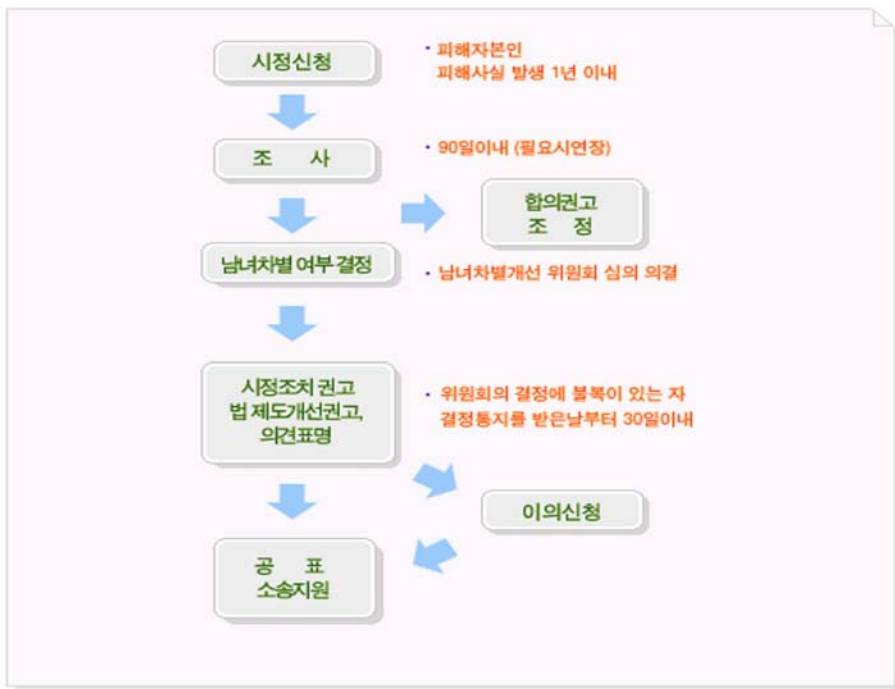 시정신청
· 피해자본인
피해사실 발생 1년 이내
조 사
· 90일이내 (필요시연장)
합의권고
조 정
남녀차별 여부 결정
· 남녀차별개선 위원회 심의 의결
시정조치 권고
법 제도개선권고,
의견표명
· 위원회의 결정에 불복이 있는 자
결정통지를 받은날부터 30일이내
이의신청
공 표
소송지원